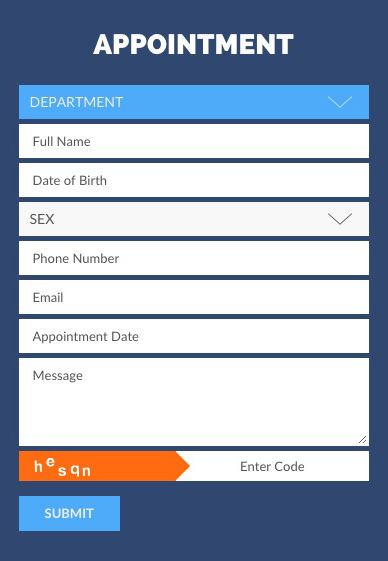 APPOINTMENT
DEPARTMENT
Full Name
Date of Birth
SEX
Phone Number
Email
Appointment Date
Message
hesqn
Enter Code
SUBMIT